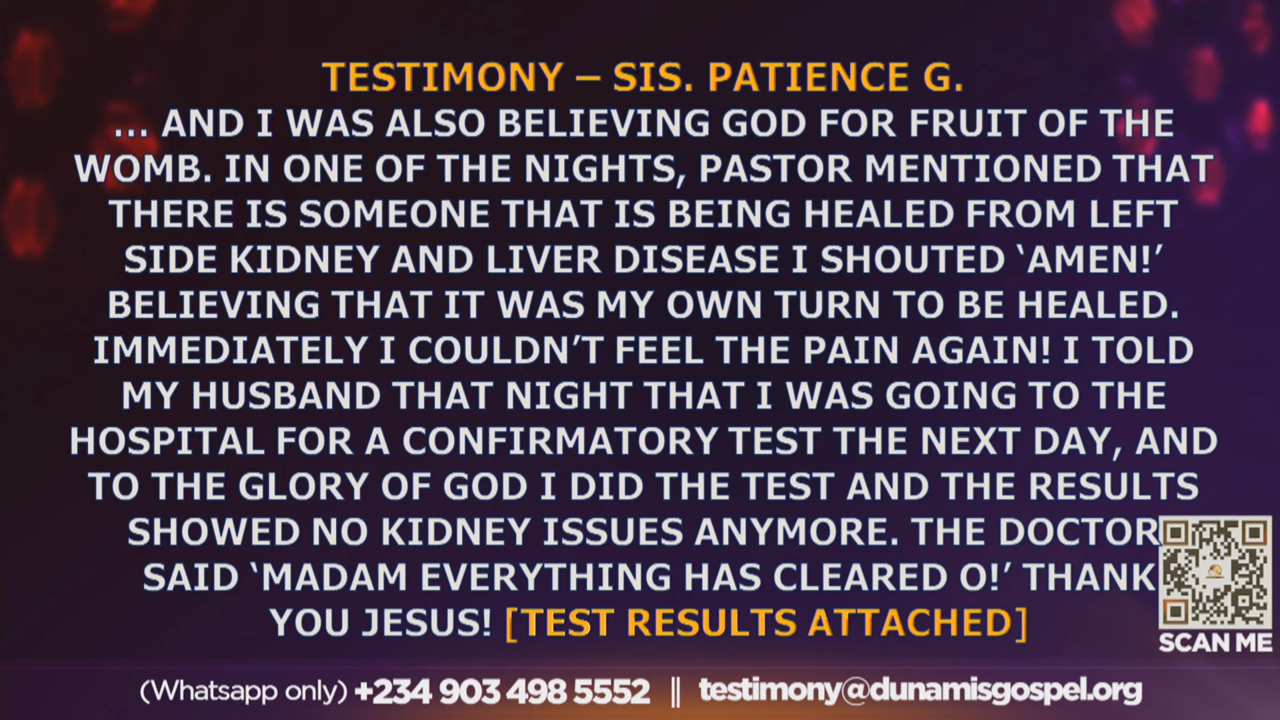 TESTIMONY – SIS. PATIENCE G.
... AND I WAS ALSO BELIEVING GOD FOR FRUIT OF THE
WOMB. IN ONE OF THE NIGHTS, PASTOR MENTIONED THAT
THERE IS SOMEONE THAT IS BEING HEALED FROM LEFT
SIDE KIDNEY AND LIVER DISEASE I SHOUTED ‘AMEN!’
BELIEVING THAT IT WAS MY OWN TURN TO BE HEALED.
IMMEDIATELY I COULDN’T FEEL THE PAIN AGAIN! I TOLD
MY HUSBAND THAT NIGHT THAT I WAS GOING TO THE
HOSPITAL FOR A CONFIRMATORY TEST THE NEXT DAY, AND
TO THE GLORY OF GOD I DID THE TEST AND THE RESULTS
SHOWED NO KIDNEY ISSUES ANYMORE. THE DOCTOR
SAID ‘MADAM EVERYTHING HAS CLEARED O!’ THANK
YOU JESUS! [TEST RESULTS ATTACHED]
SCAN ME
(Whatsapp only) +234 903 498 5552 || testimony@dunamisgospel.org